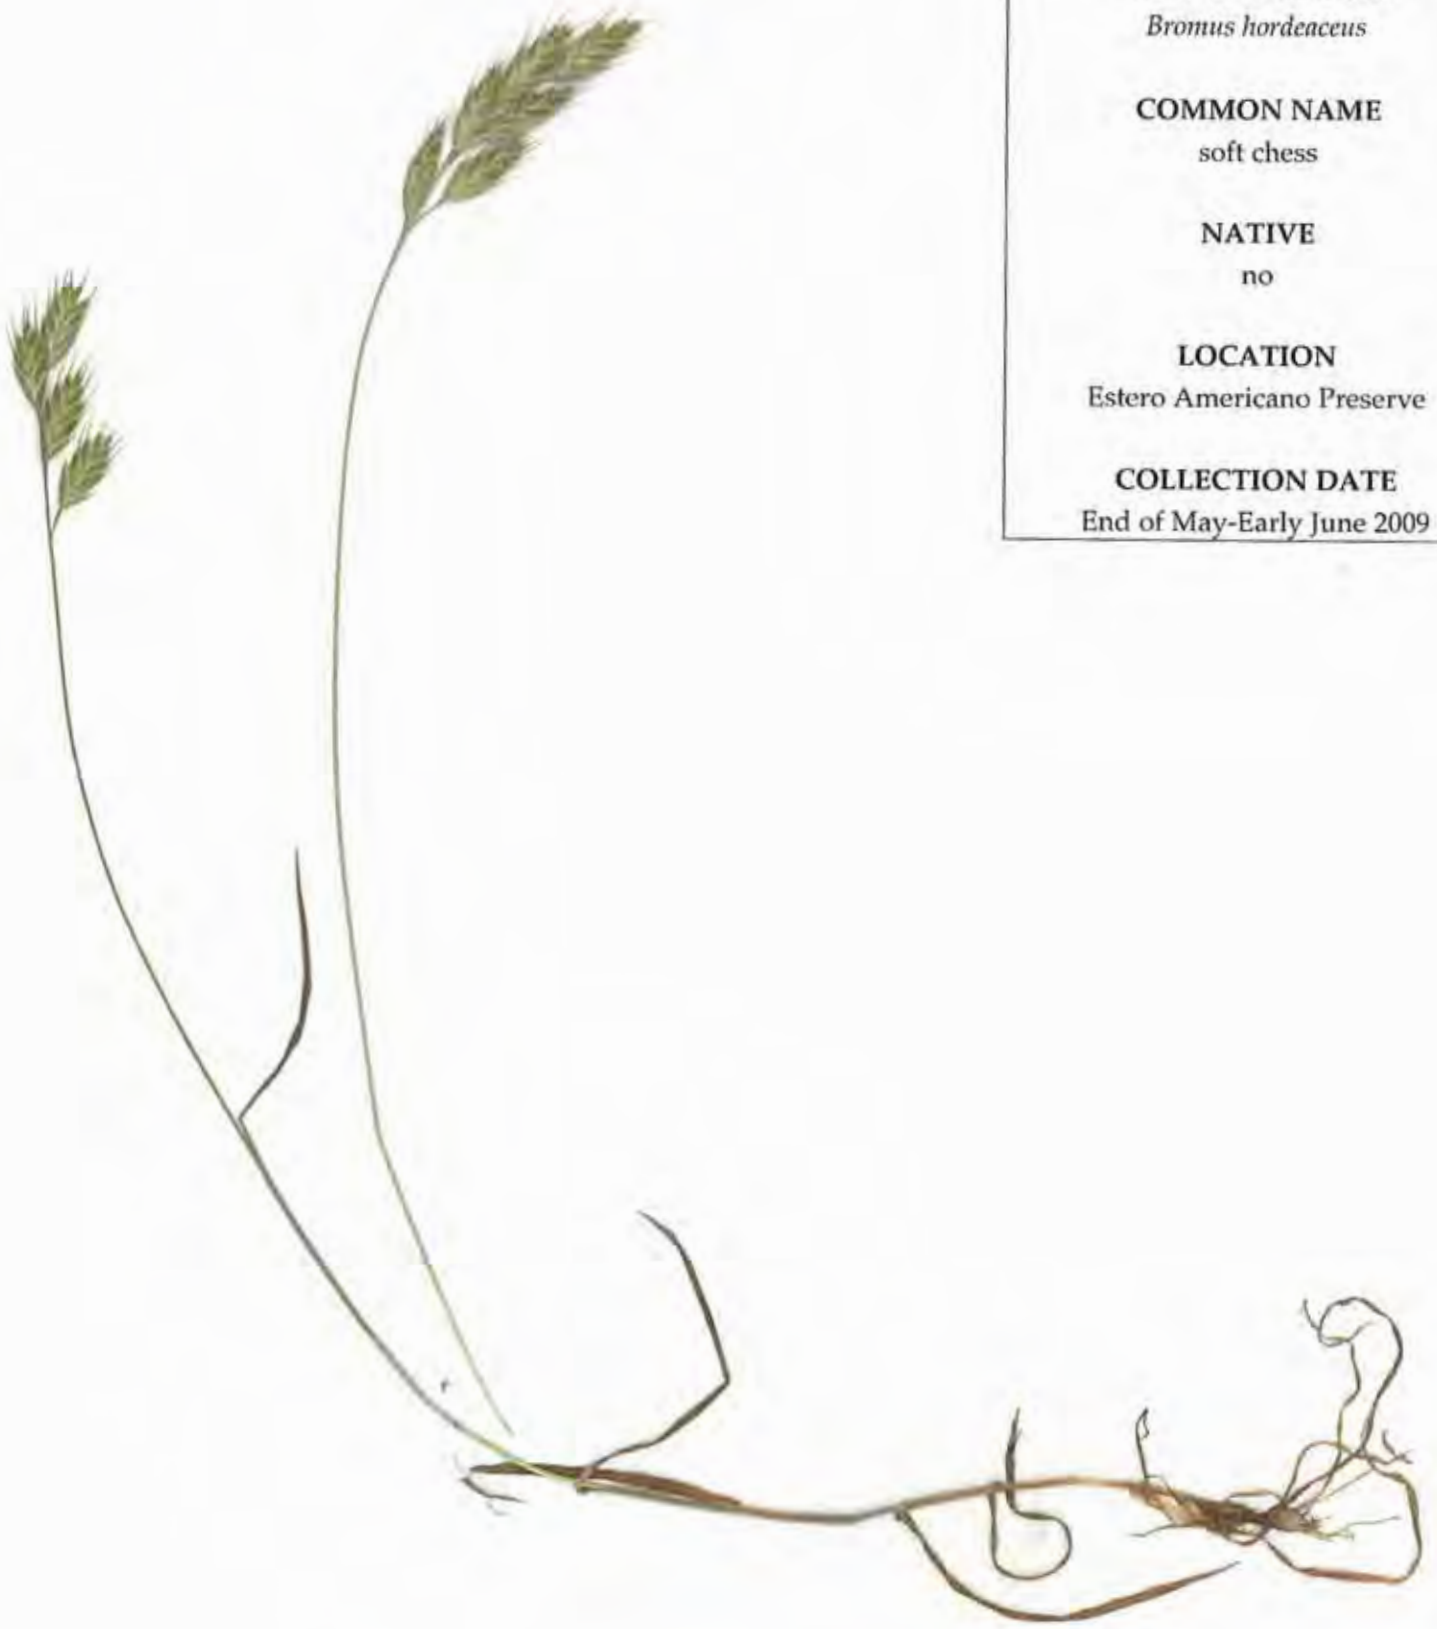 Bromus hordeaceus
COMMON NAME
soft chess
NATIVE
no
LOCATION
Estero Americano Preserve
COLLECTION DATE
End of May-Early June 2009